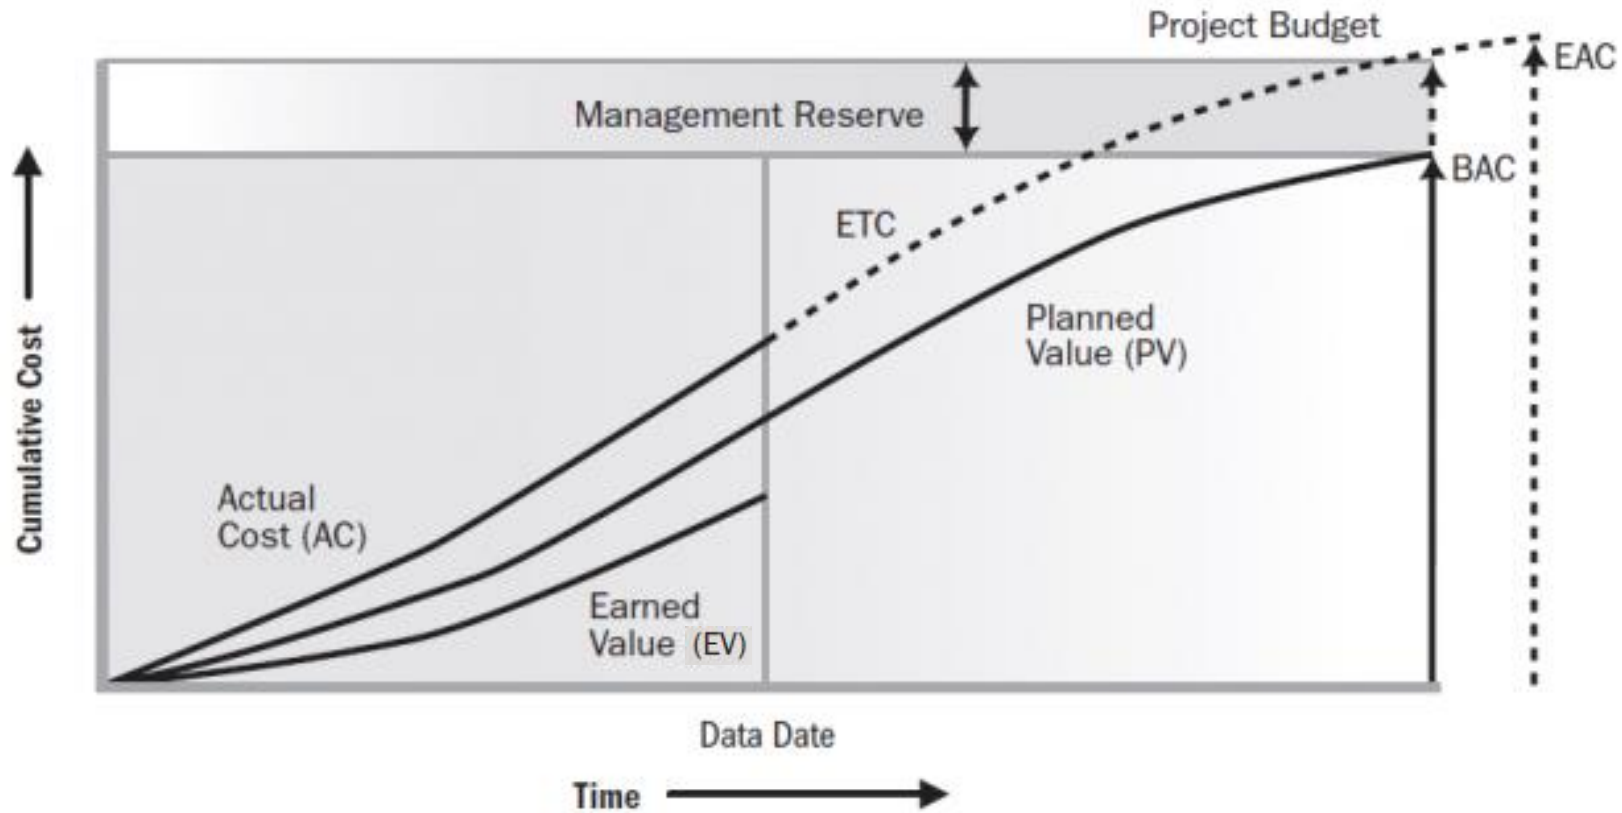 Project Budget
EAC
Management Reserve
BAC
ETC
Planned
Value (PV)
Cumulative Cost
Actual
Cost (AC)
Earned
Value (EV)
Data Date
Time